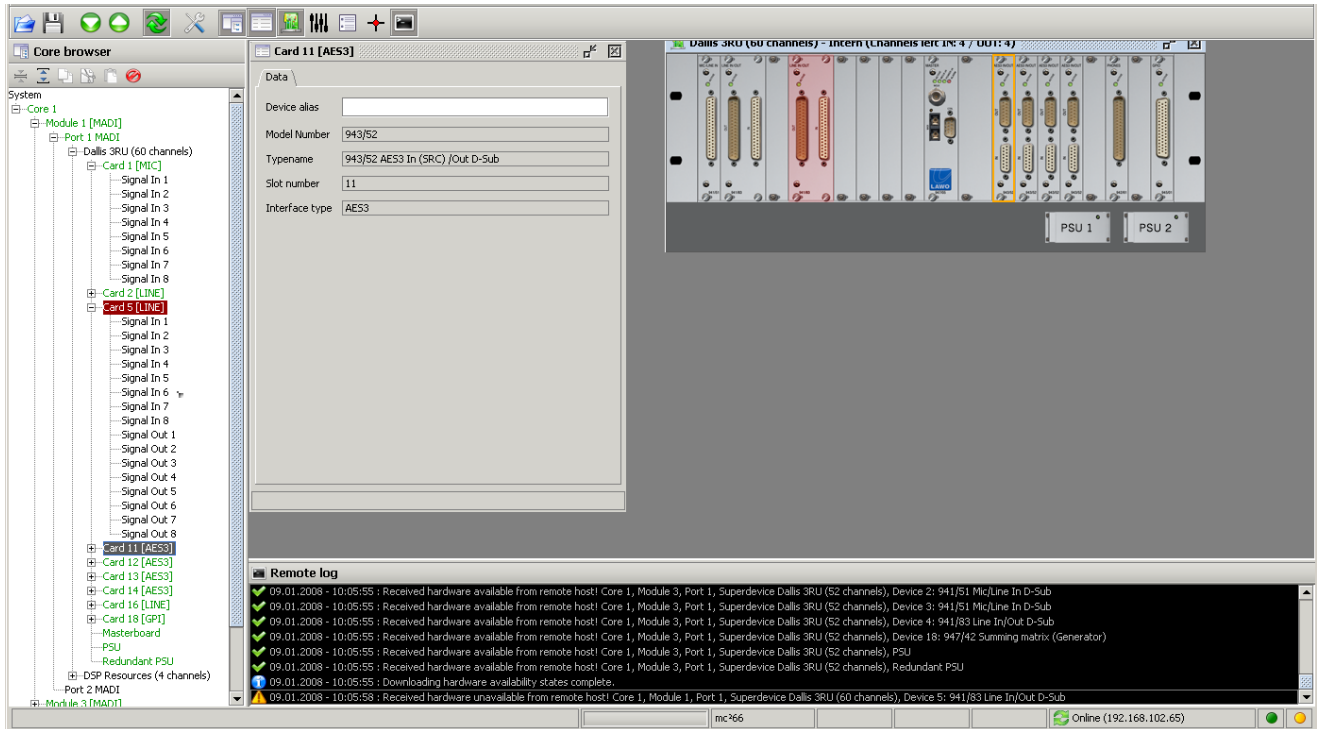 Core browser
System
Core 1
Module 1 [MADI]
Port 1 MADI
Dallis 3RU (60 channels)
Card 1 [MIC]
Signal In 1
Signal In 2
Signal In 3
Signal In 4
Signal In 5
Signal In 6
Signal In 7
Signal In 8
Card 2 [LINE]
Card 5 [LINE]
Signal In 1
Signal In 2
Signal In 3
Signal In 4
Signal In 5
Signal In 6
Signal In 7
Signal In 8
Signal Out 1
Signal Out 2
Signal Out 3
Signal Out 4
Signal Out 5
Signal Out 6
Signal Out 7
Signal Out 8
Card 11 [AES3]
Card 12 [AES3]
Card 13 [AES3]
Card 14 [AES3]
Card 16 [LINE]
Card 18 [GPI]
Masterboard
PSU
Redundant PSU
DSP Resources (4 channels)
Port 2 MADI
Module 3 [MADI]
Card 11 [AES3]
Data
Device alias
Model Number 943/52
Typename 943/52 AES3 In (SRC) /Out D-Sub
Slot number 11
Interface type AES3
Dallis 3RU (60 channels) - Intern (Channels left IN: 4 / OUT: 4)
LAWO
PSU 1
PSU 2
Remote log
09.01.2008 - 10:05:55 : Received hardware available from remote host! Core 1, Module 3, Port 1, Superdevice Dallis 3RU (52 channels), Device 2: 941/51 Mic/Line In D-Sub
09.01.2008 - 10:05:55 : Received hardware available from remote host! Core 1, Module 3, Port 1, Superdevice Dallis 3RU (52 channels), Device 3: 941/51 Mic/Line In D-Sub
09.01.2008 - 10:05:55 : Received hardware available from remote host! Core 1, Module 3, Port 1, Superdevice Dallis 3RU (52 channels), Device 4: 941/83 Line In/Out D-Sub
09.01.2008 - 10:05:55 : Received hardware available from remote host! Core 1, Module 3, Port 1, Superdevice Dallis 3RU (52 channels), Device 18: 947/42 Summing matrix (Generator)
09.01.2008 - 10:05:55 : Received hardware available from remote host! Core 1, Module 3, Port 1, Superdevice Dallis 3RU (52 channels), PSU
09.01.2008 - 10:05:55 : Received hardware available from remote host! Core 1, Module 3, Port 1, Superdevice Dallis 3RU (52 channels), Redundant PSU
09.01.2008 - 10:05:55 : Downloading hardware availability states complete.
09.01.2008 - 10:05:58 : Received hardware unavailable from remote host! Core 1, Module 1, Port 1, Superdevice Dallis 3RU (60 channels), Device 5: 941/83 Line In/Out D-Sub
mc²66
Online (192.168.102.65)